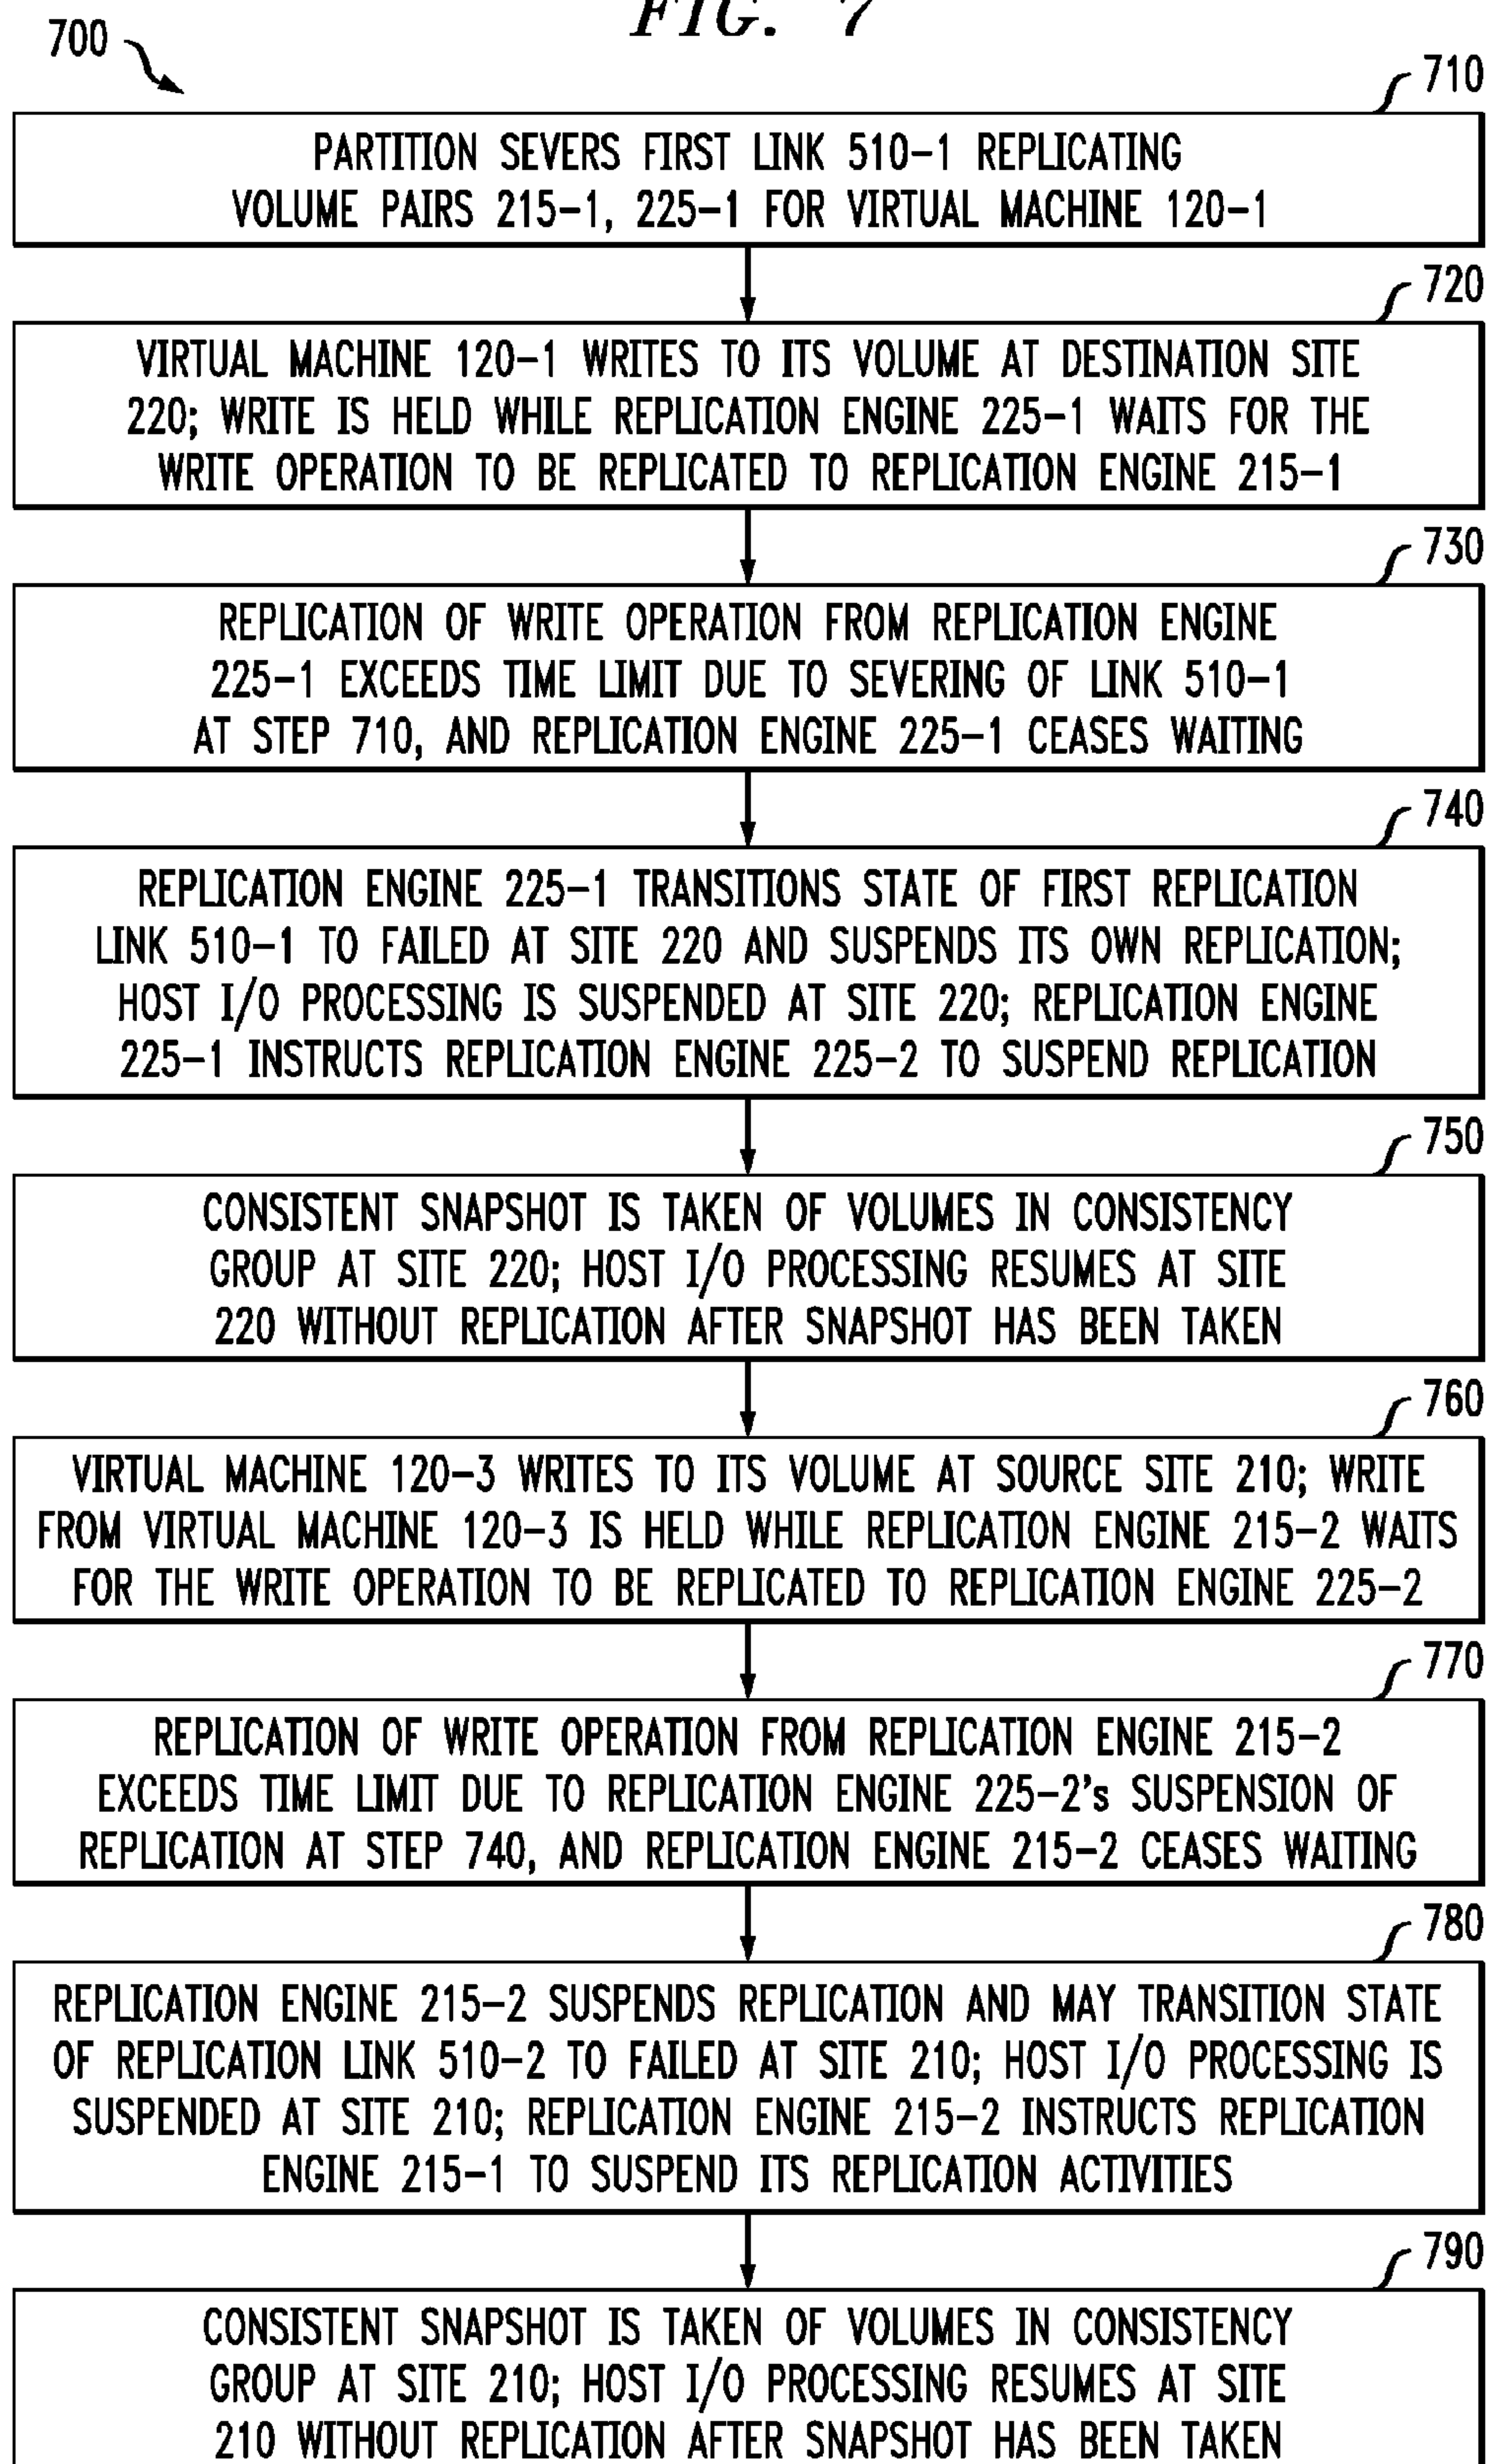 FIG. 7
700
710
PARTITION SEVERS FIRST LINK 510-1 REPLICATING
VOLUME PAIRS 215-1, 225-1 FOR VIRTUAL MACHINE 120-1
720
VIRTUAL MACHINE 120-1 WRITES TO ITS VOLUME AT DESTINATION SITE
220; WRITE IS HELD WHILE REPLICATION ENGINE 225-1 WAITS FOR THE
WRITE OPERATION TO BE REPLICATED TO REPLICATION ENGINE 215-1
730
REPLICATION OF WRITE OPERATION FROM REPLICATION ENGINE
225-1 EXCEEDS TIME LIMIT DUE TO SEVERING OF LINK 510-1
AT STEP 710, AND REPLICATION ENGINE 225-1 CEASES WAITING
740
REPLICATION ENGINE 225-1 TRANSITIONS STATE OF FIRST REPLICATION
LINK 510-1 TO FAILED AT SITE 220 AND SUSPENDS ITS OWN REPLICATION;
HOST I/O PROCESSING IS SUSPENDED AT SITE 220; REPLICATION ENGINE
225-1 INSTRUCTS REPLICATION ENGINE 225-2 TO SUSPEND REPLICATION
750
CONSISTENT SNAPSHOT IS TAKEN OF VOLUMES IN CONSISTENCY
GROUP AT SITE 220; HOST I/O PROCESSING RESUMES AT SITE
220 WITHOUT REPLICATION AFTER SNAPSHOT HAS BEEN TAKEN
760
VIRTUAL MACHINE 120-3 WRITES TO ITS VOLUME AT SOURCE SITE 210; WRITE
FROM VIRTUAL MACHINE 120-3 IS HELD WHILE REPLICATION ENGINE 215-2 WAITS
FOR THE WRITE OPERATION TO BE REPLICATED TO REPLICATION ENGINE 225-2
770
REPLICATION OF WRITE OPERATION FROM REPLICATION ENGINE 215-2
EXCEEDS TIME LIMIT DUE TO REPLICATION ENGINE 225-2's SUSPENSION OF
REPLICATION AT STEP 740, AND REPLICATION ENGINE 215-2 CEASES WAITING
780
REPLICATION ENGINE 215-2 SUSPENDS REPLICATION AND MAY TRANSITION STATE
OF REPLICATION LINK 510-2 TO FAILED AT SITE 210; HOST I/O PROCESSING IS
SUSPENDED AT SITE 210; REPLICATION ENGINE 215-2 INSTRUCTS REPLICATION
ENGINE 215-1 TO SUSPEND ITS REPLICATION ACTIVITIES
790
CONSISTENT SNAPSHOT IS TAKEN OF VOLUMES IN CONSISTENCY
GROUP AT SITE 210; HOST I/O PROCESSING RESUMES AT SITE
210 WITHOUT REPLICATION AFTER SNAPSHOT HAS BEEN TAKEN